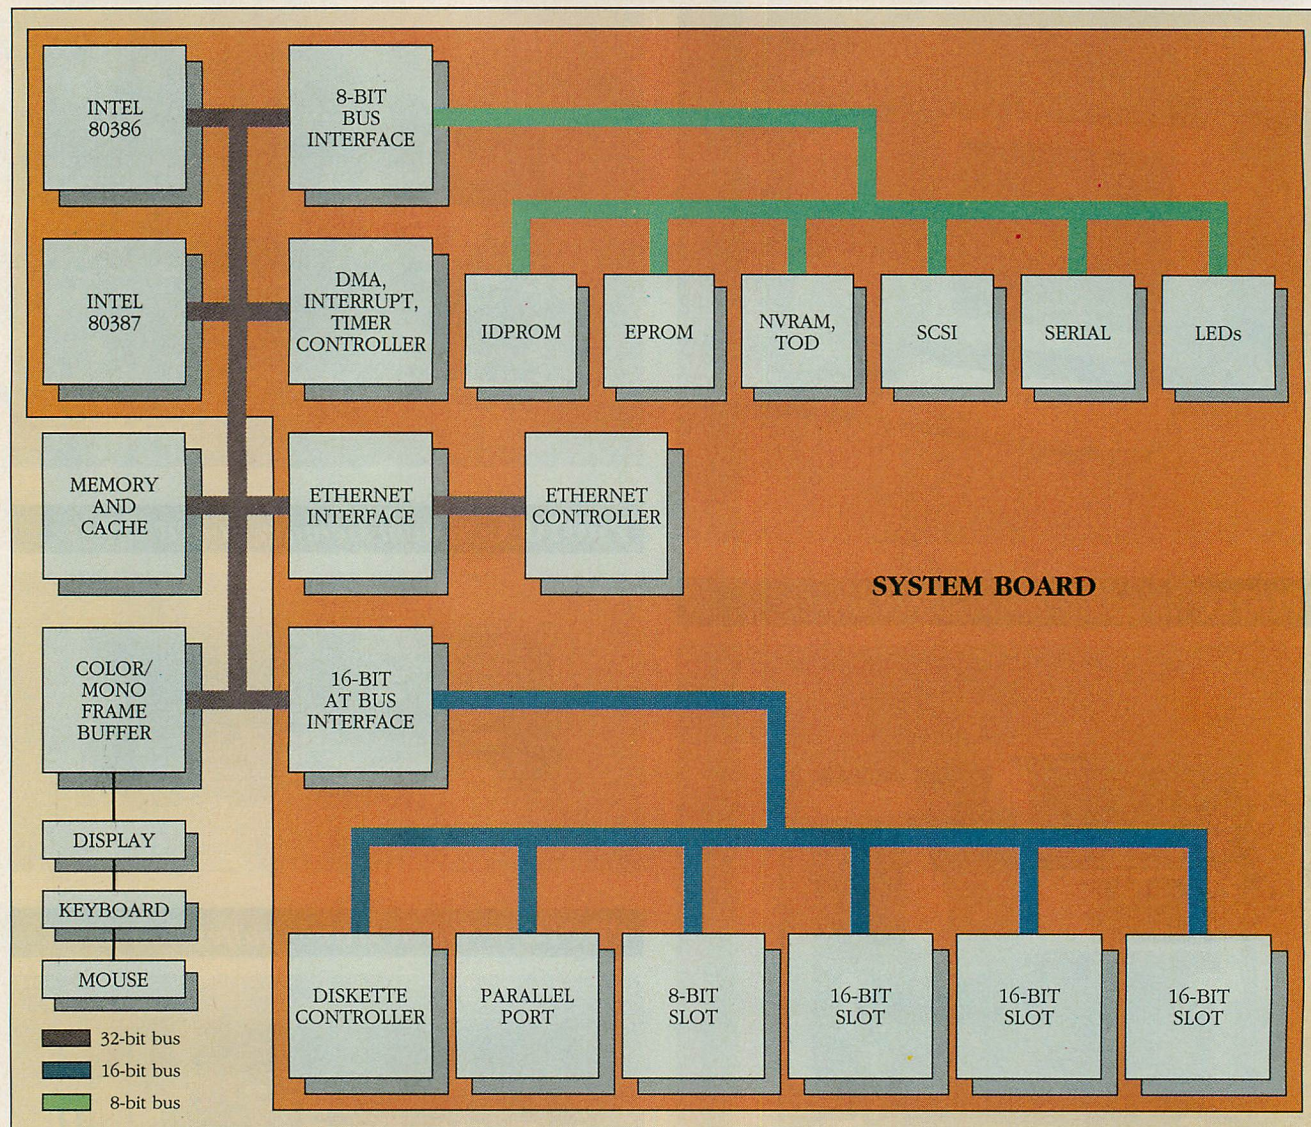 INTEL
80386
8-BIT
BUS
INTERFACE
INTEL
80387
DMA,
INTERRUPT,
TIMER
CONTROLLER
IDPROM
EPROM
NVRAM,
TOD
SCSI
SERIAL
LEDs
MEMORY
AND
CACHE
ETHERNET
INTERFACE
ETHERNET
CONTROLLER
SYSTEM BOARD
COLOR/
MONO
FRAME
BUFFER
16-BIT
AT BUS
INTERFACE
DISPLAY
KEYBOARD
MOUSE
DISKETTE
CONTROLLER
PARALLEL
PORT
8-BIT
SLOT
16-BIT
SLOT
16-BIT
SLOT
16-BIT
SLOT
32-bit bus
16-bit bus
8-bit bus